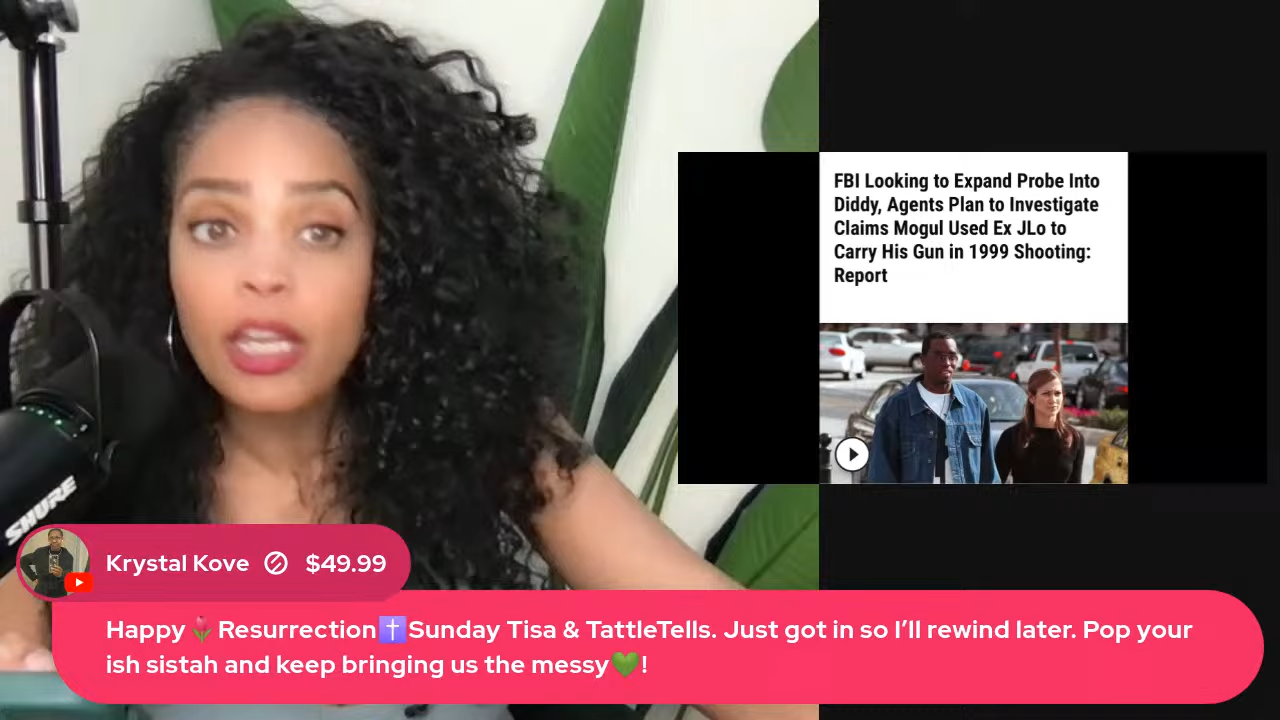 FBI Looking to Expand Probe Into
Diddy, Agents Plan to Investigate
Claims Mogul Used Ex JLo to
Carry His Gun in 1999 Shooting:
Report
SHURE
Krystal Kove $49.99
Happy🌷Resurrection✝️Sunday Tisa & TattleTells. Just got in so I’ll rewind later. Pop your
ish sistah and keep bringing us the messy💚!